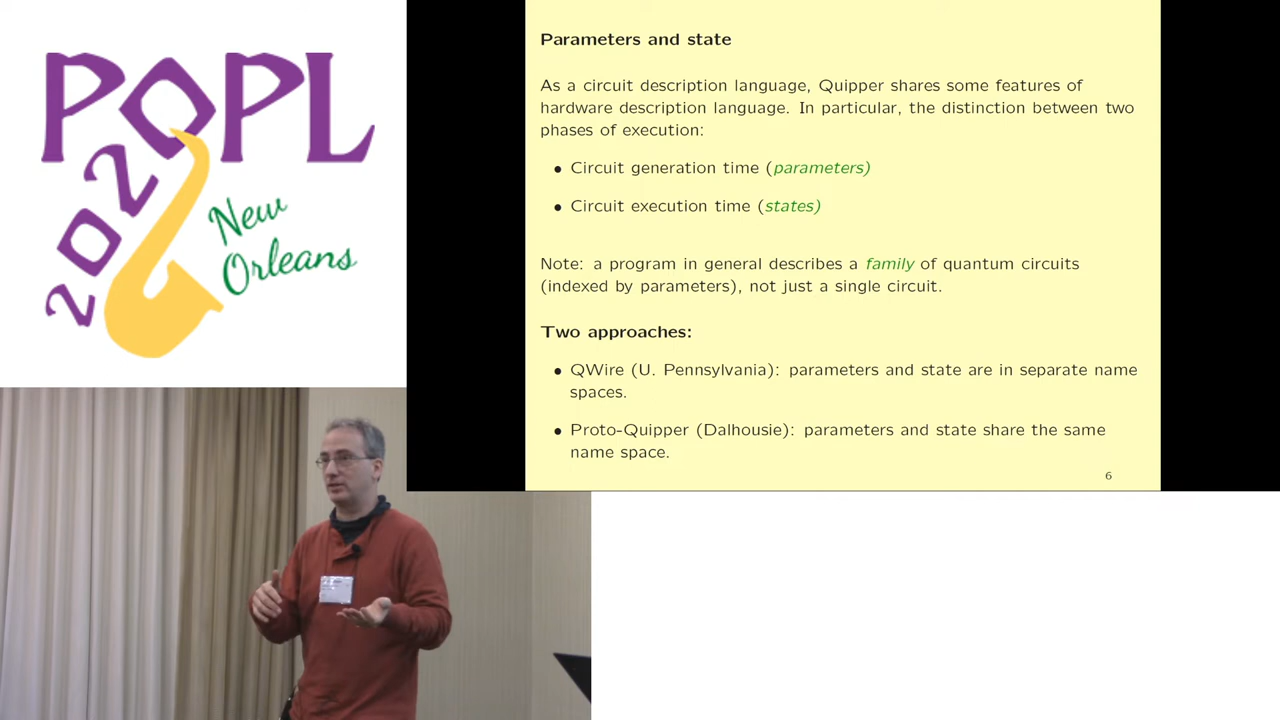 POPL
2020
New
Orleans
Parameters and state
As a circuit description language, Quipper shares some features of
hardware description language. In particular, the distinction between two
phases of execution:
• Circuit generation time (parameters)
• Circuit execution time (states)
Note: a program in general describes a family of quantum circuits
(indexed by parameters), not just a single circuit.
Two approaches:
• QWire (U. Pennsylvania): parameters and state are in separate name
spaces.
• Proto-Quipper (Dalhousie): parameters and state share the same
name space.
6